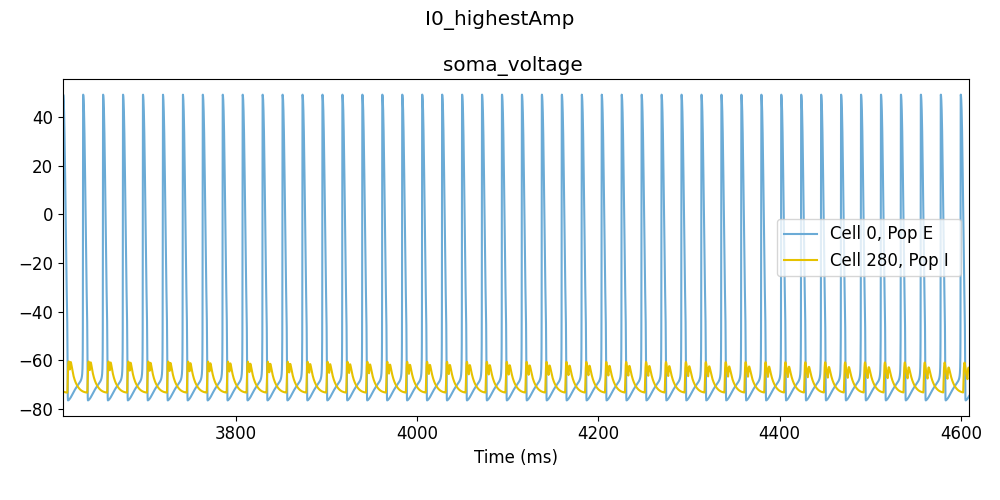 I0_highestAmp
soma_voltage
40
20
0
−20
−40
−60
−80
Cell 0, Pop E
Cell 280, Pop I
3800
4000
4200
4400
4600
Time (ms)